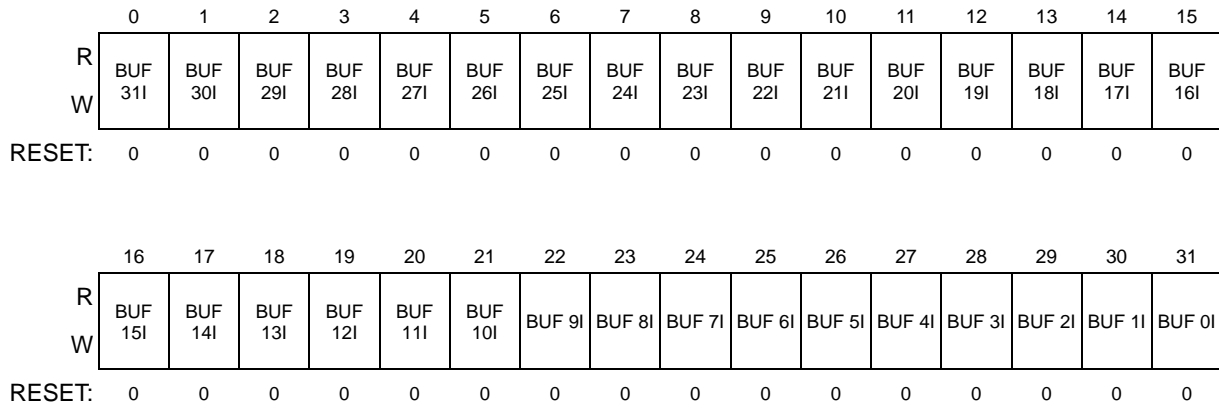 0 1 2 3 4 5 6 7 8 9 10 11 12 13 14 15
R
BUF BUF BUF BUF BUF BUF BUF BUF BUF BUF BUF BUF BUF BUF BUF BUF
31I 30I 29I 28I 27I 26I 25I 24I 23I 22I 21I 20I 19I 18I 17I 16I
W
RESET: 0 0 0 0 0 0 0 0 0 0 0 0 0 0 0 0
16 17 18 19 20 21 22 23 24 25 26 27 28 29 30 31
R
BUF BUF BUF BUF BUF BUF BUF 9I BUF 8I BUF 7I BUF 6I BUF 5I BUF 4I BUF 3I BUF 2I BUF 1I BUF 0I
15I 14I 13I 12I 11I 10I
W
RESET: 0 0 0 0 0 0 0 0 0 0 0 0 0 0 0 0